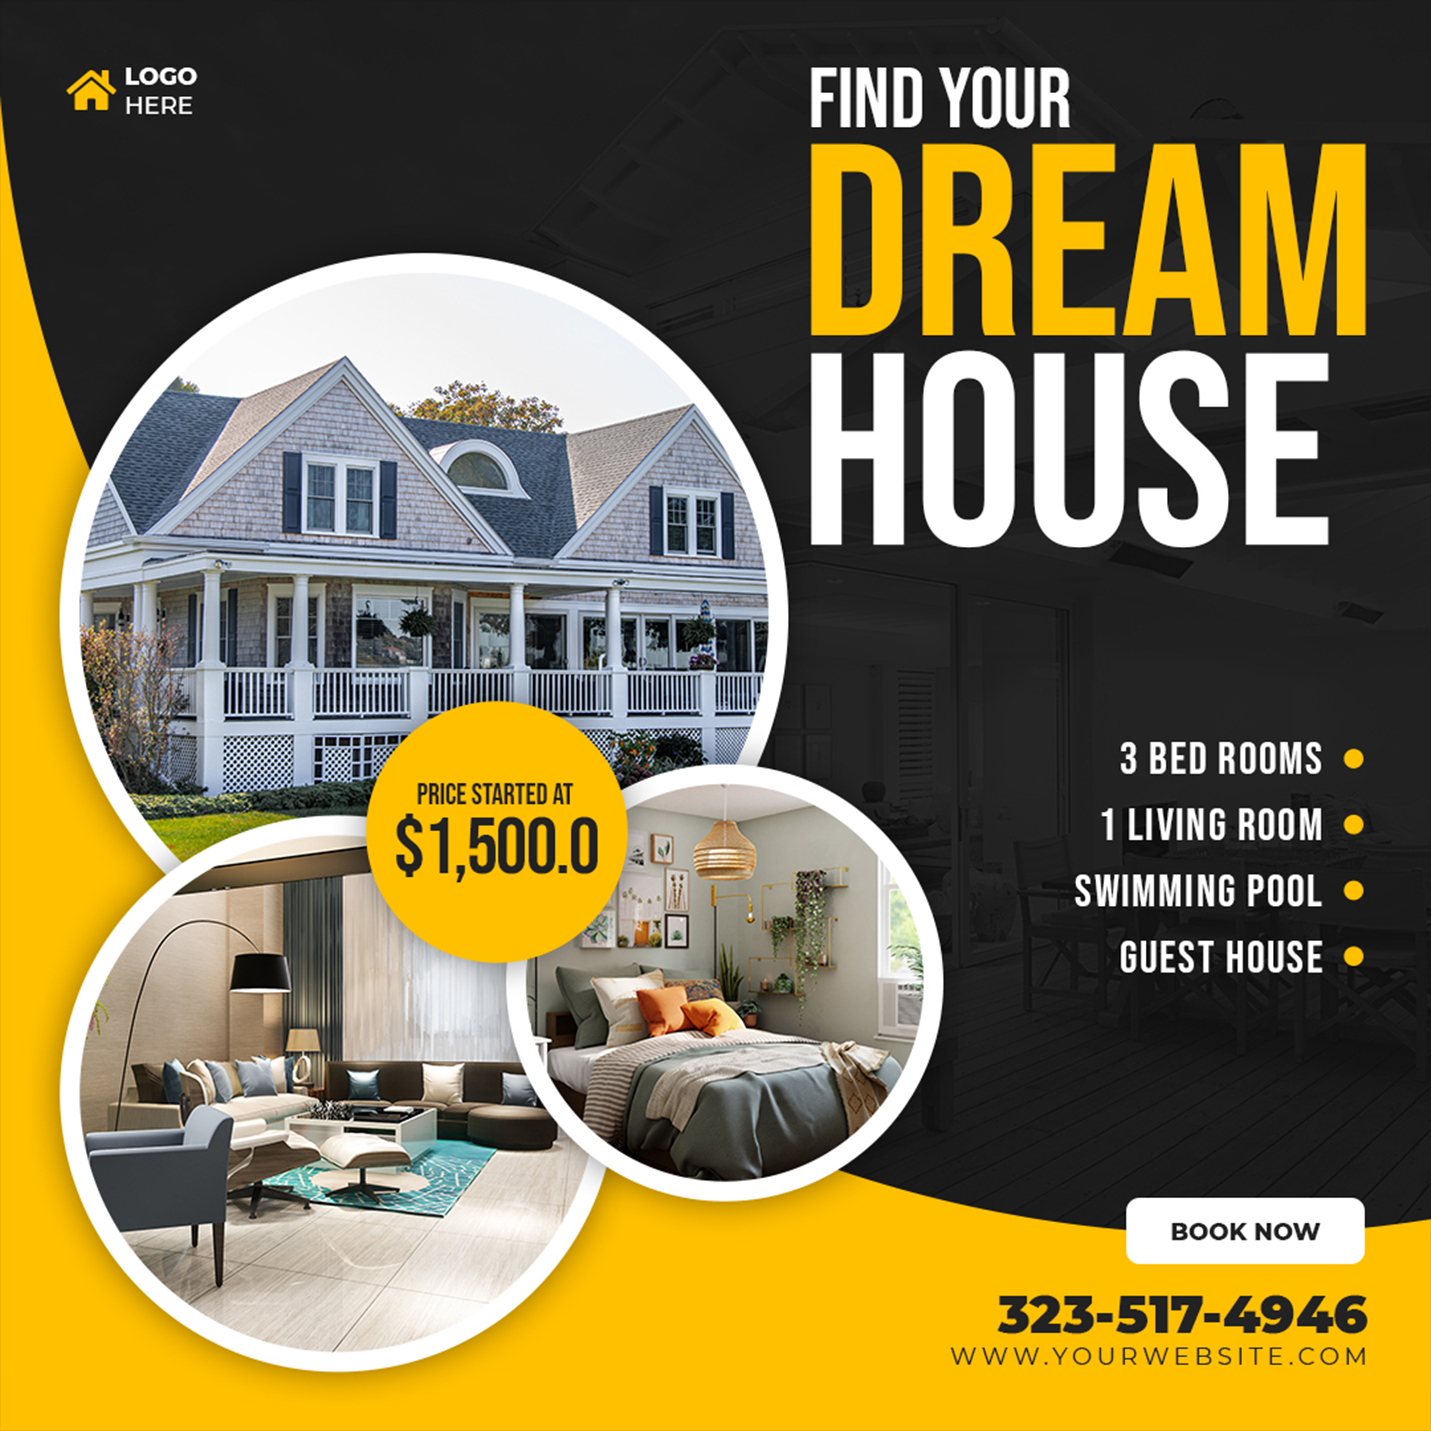 LOGO
HERE
FIND YOUR
DREAM
HOUSE
PRICE STARTED AT
$1,500.0
3 BED ROOMS
1 LIVING ROOM
SWIMMING POOL
GUEST HOUSE
BOOK NOW
323-517-4946
WWW.YOURWEBSITE.COM